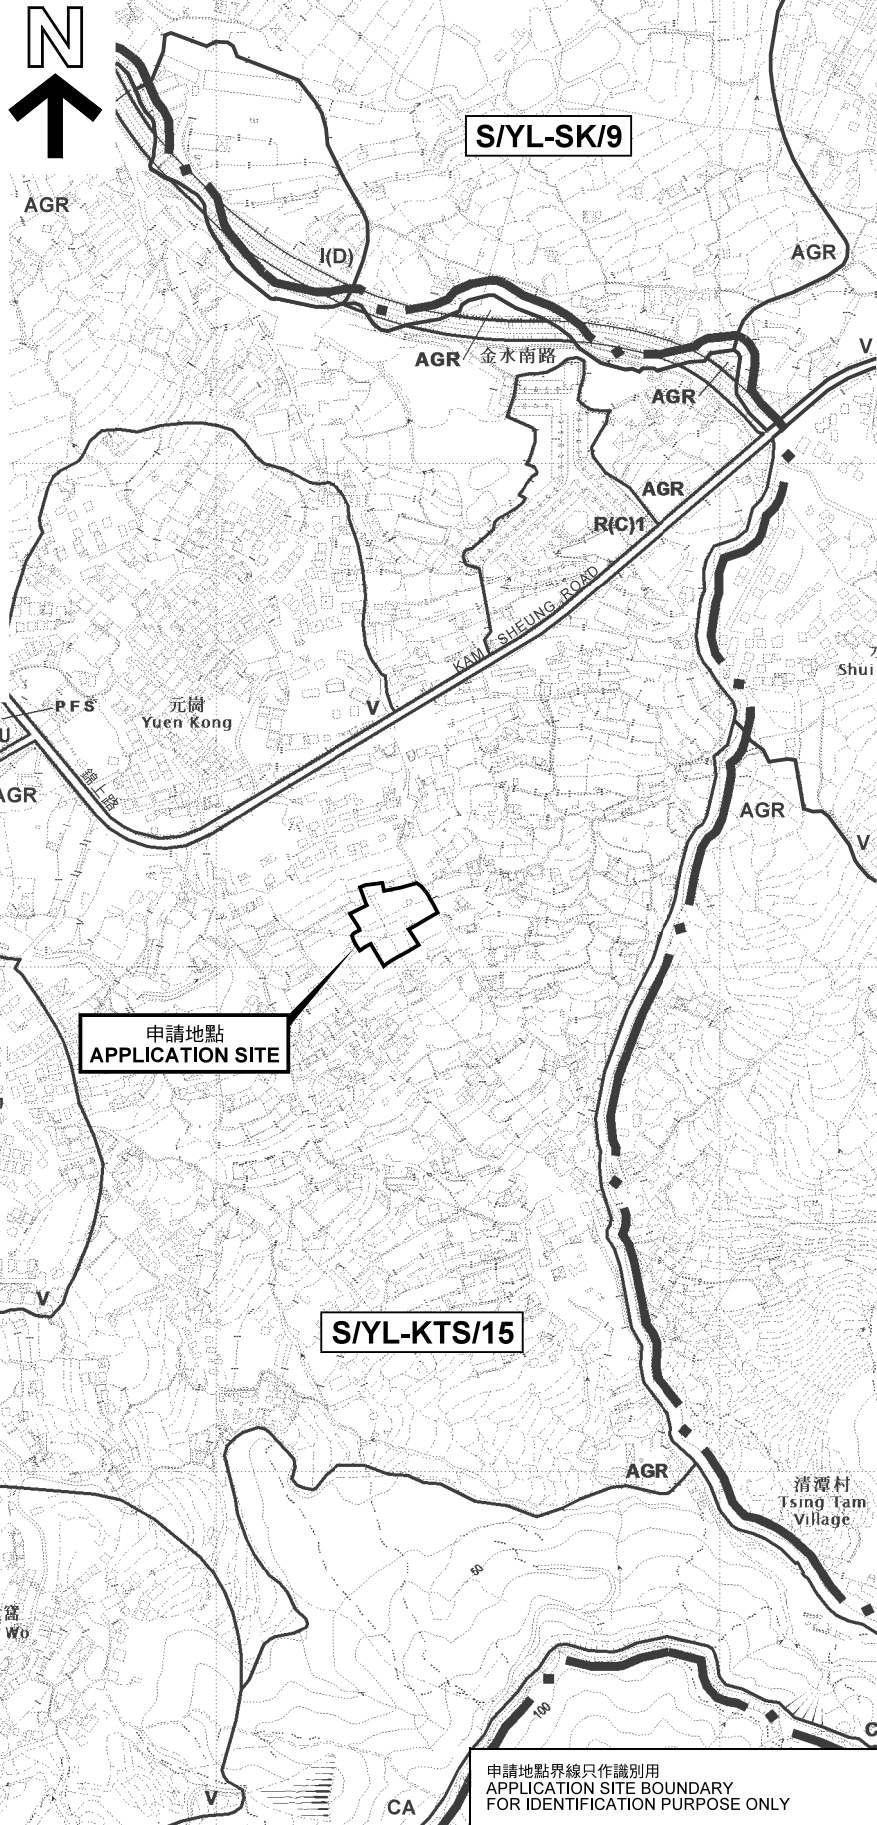 N
S/YL-SK/9
AGR
I(D)
AGR
AGR
金水南路
V
AGR
AGR
R(C)1
KAM SHEUNG ROAD
Shui
PFS
元崗
Yuen Kong
V
U
錦上路
AGR
AGR
V
申請地點
APPLICATION SITE
V
S/YL-KTS/15
AGR
清潭村
Tsing Tam
Village
50
窩
Wo
100
V
CA
C
申請地點界線只作識別用
APPLICATION SITE BOUNDARY
FOR IDENTIFICATION PURPOSE ONLY